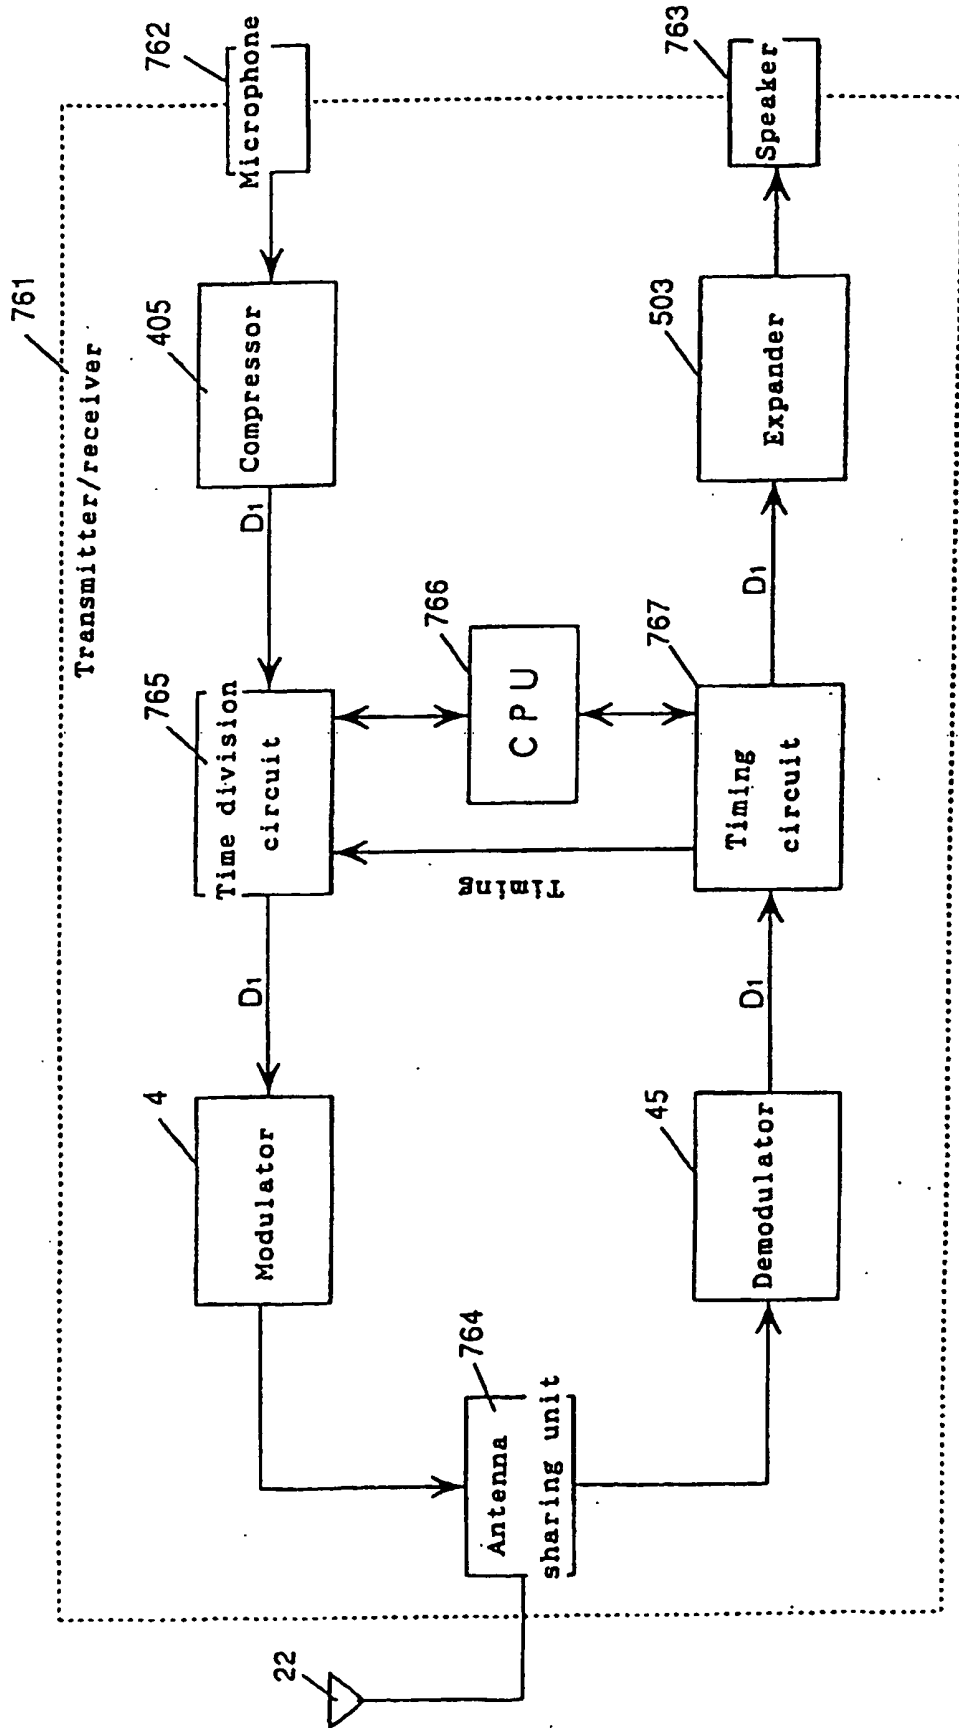 761
Transmitter/receiver
22
Antenna
sharing unit
764
Modulator
4
D1
Time division
circuit
765
D1
Compressor
405
Microphone
762
Timing
CPU
766
Demodulator
45
D1
Timing
circuit
767
D1
Expander
503
Speaker
763